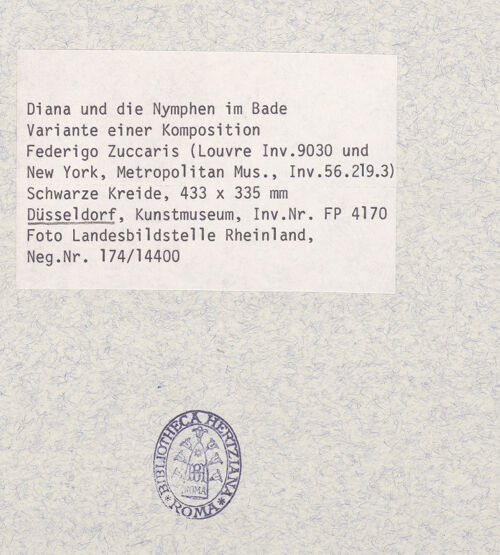 Diana und die Nymphen im Bade
Variante einer Komposition
Federigo Zuccaris (Louvre Inv.9030 und
New York, Metropolitan Mus., Inv.56.219.3)
Schwarze Kreide, 433 x 335 mm
Düsseldorf, Kunstmuseum, Inv.Nr. FP 4170
Foto Landesbildstelle Rheinland,
Neg.Nr. 174/14400
BIBLIOTHECA HERTZIANA
ROMA
* ROMA *